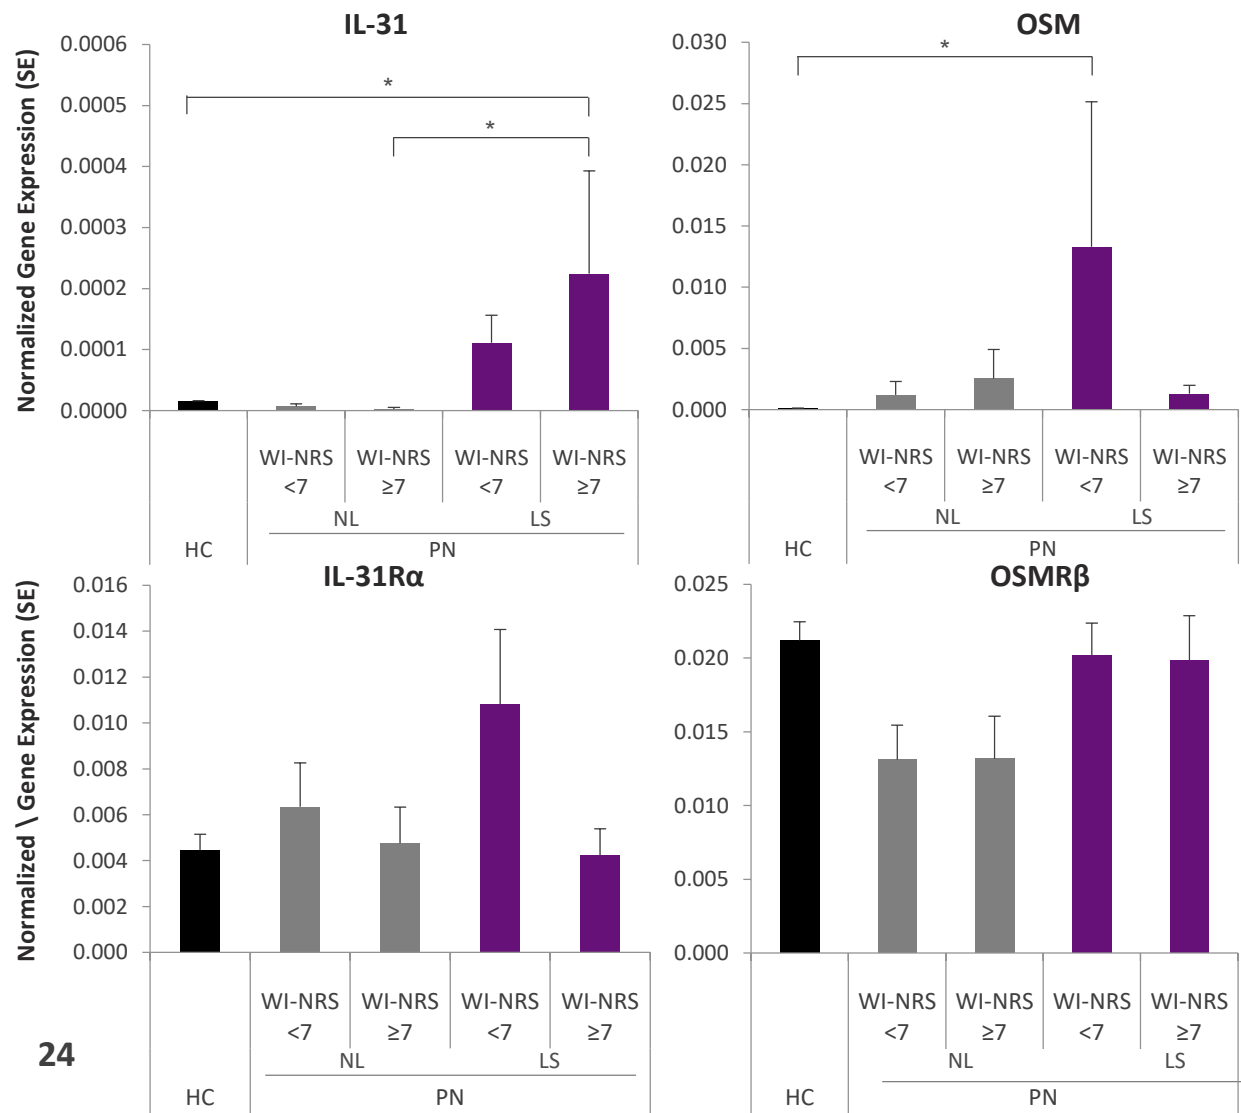 IL-31
Normalized Gene Expression (SE)
0.0006
0.0005
0.0004
0.0003
0.0002
0.0001
0.0000
*
*
WI-NRS <7
WI-NRS ≥7
WI-NRS <7
WI-NRS ≥7
NL
LS
HC
PN
OSM
0.030
0.025
0.020
0.015
0.010
0.005
0.000
*
WI-NRS <7
WI-NRS ≥7
WI-NRS <7
WI-NRS ≥7
NL
LS
HC
PN
IL-31Rα
Normalized \ Gene Expression (SE)
0.016
0.014
0.012
0.010
0.008
0.006
0.004
0.002
0.000
WI-NRS <7
WI-NRS ≥7
WI-NRS <7
WI-NRS ≥7
NL
LS
HC
PN
OSMRβ
0.025
0.020
0.015
0.010
0.005
0.000
WI-NRS <7
WI-NRS ≥7
WI-NRS <7
WI-NRS ≥7
NL
LS
HC
PN
24